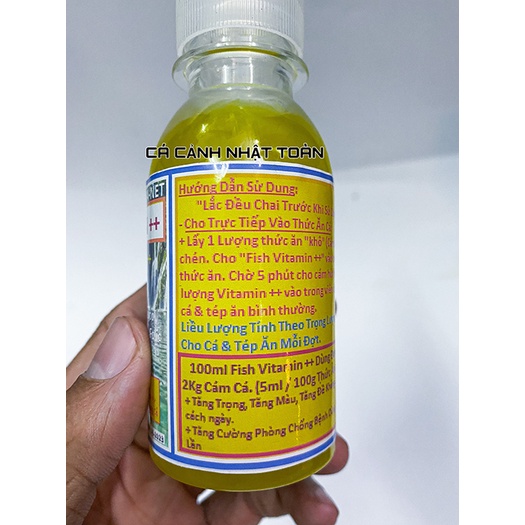 CÁ CẢNH NHẬT TOÀN
Hướng Dẫn Sử Dụng:
"Lắc Đều Chai Trước Khi Sử
- Cho Trực Tiếp Vào Thức Ăn
+ Lấy 1 Lượng thức ăn "khô"
chén. Cho "Fish Vitamin ++"
thức ăn. Chờ 5 phút cho cám
lượng Vitamin ++ vào trong
cá & tép ăn bình thường.
Liều Lượng Tính Theo Trọng
Cho Cá & Tép Ăn Mỗi Đợt.
100ml Fish Vitamin ++ Dùng
2Kg Cám Cá. (5ml / 100g Thức
+ Tăng Trọng, Tăng Màu, Tăng Đề
cách ngày.
+ Tăng Cường Phòng Chống Bệnh
Lần
++